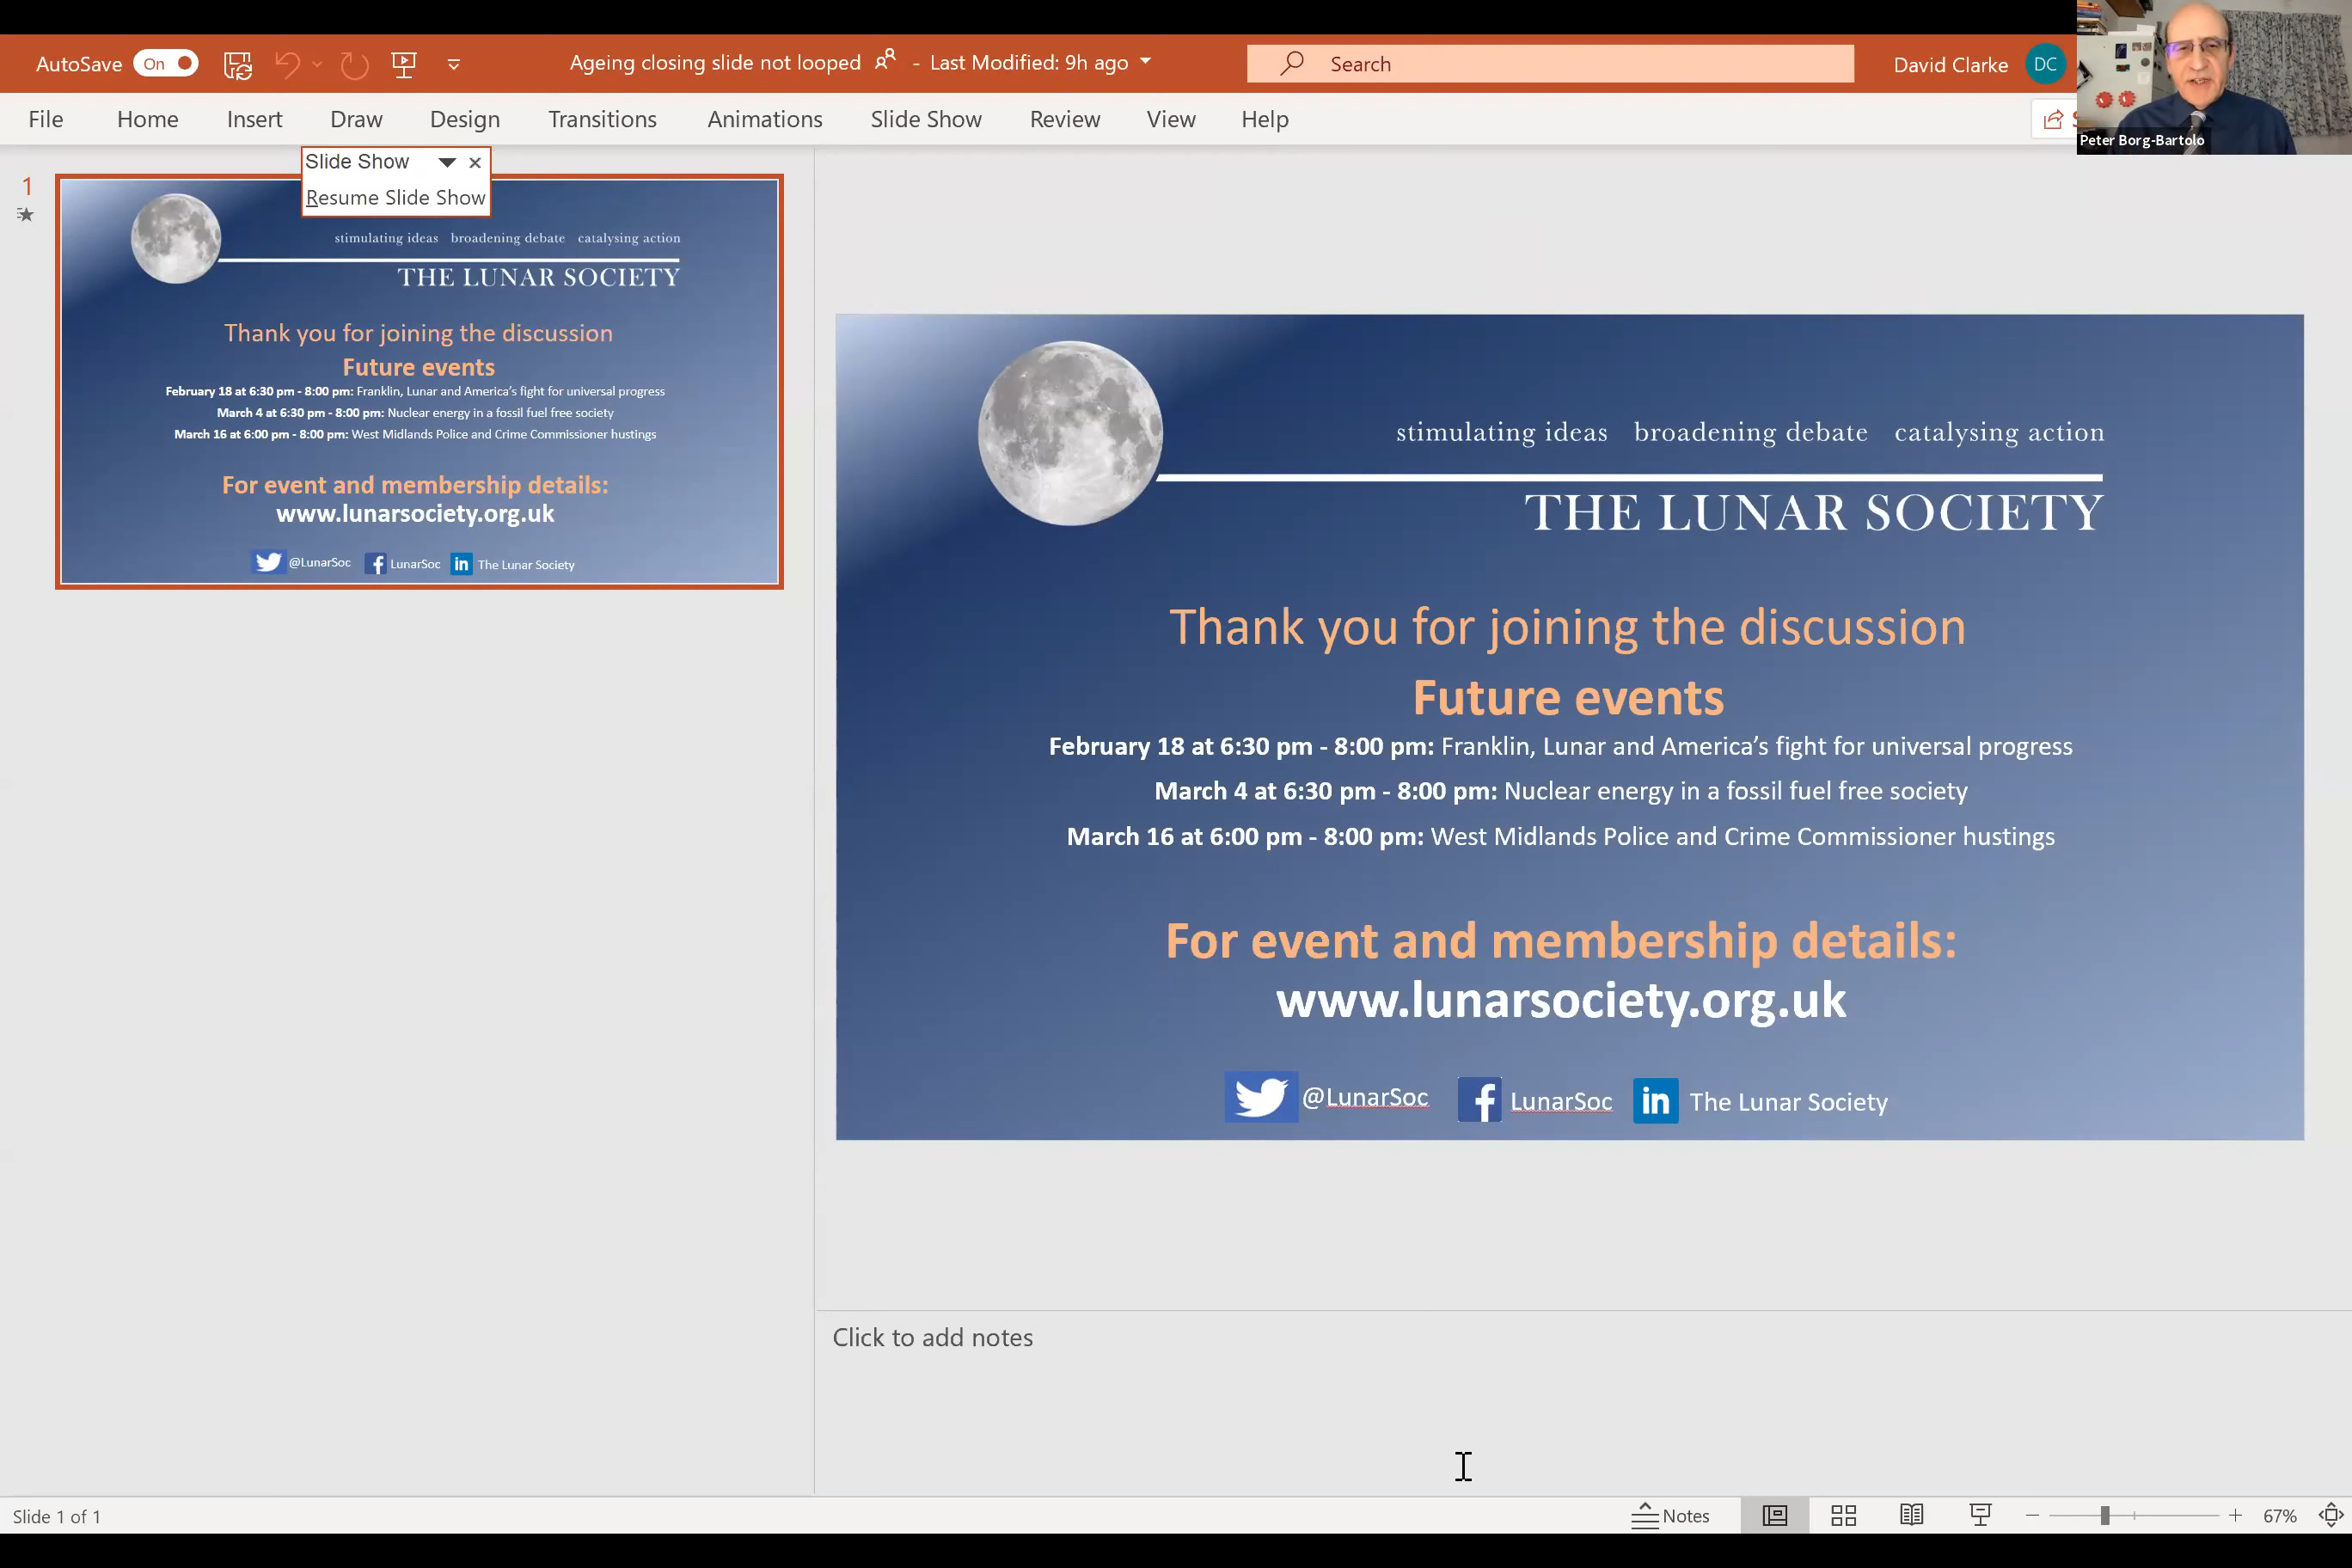 AutoSave On Ageing closing slide not looped - Last Modified: 9h ago Search David Clarke DC
File Home Insert Draw Design Transitions Animations Slide Show Review View Help
Peter Borg-Bartolo
Slide Show
Resume Slide Show
1
stimulating ideas broadening debate catalysing action
THE LUNAR SOCIETY
Thank you for joining the discussion
Future events
February 18 at 6:30 pm - 8:00 pm: Franklin, Lunar and America's fight for universal progress
March 4 at 6:30 pm - 8:00 pm: Nuclear energy in a fossil fuel free society
March 16 at 6:00 pm - 8:00 pm: West Midlands Police and Crime Commissioner hustings
For event and membership details:
www.lunarsociety.org.uk
@LunarSoc LunarSoc in The Lunar Society
stimulating ideas broadening debate catalysing action
THE LUNAR SOCIETY
Thank you for joining the discussion
Future events
February 18 at 6:30 pm - 8:00 pm: Franklin, Lunar and America's fight for universal progress
March 4 at 6:30 pm - 8:00 pm: Nuclear energy in a fossil fuel free society
March 16 at 6:00 pm - 8:00 pm: West Midlands Police and Crime Commissioner hustings
For event and membership details:
www.lunarsociety.org.uk
@LunarSoc LunarSoc in The Lunar Society
Click to add notes
Slide 1 of 1 Notes 67%